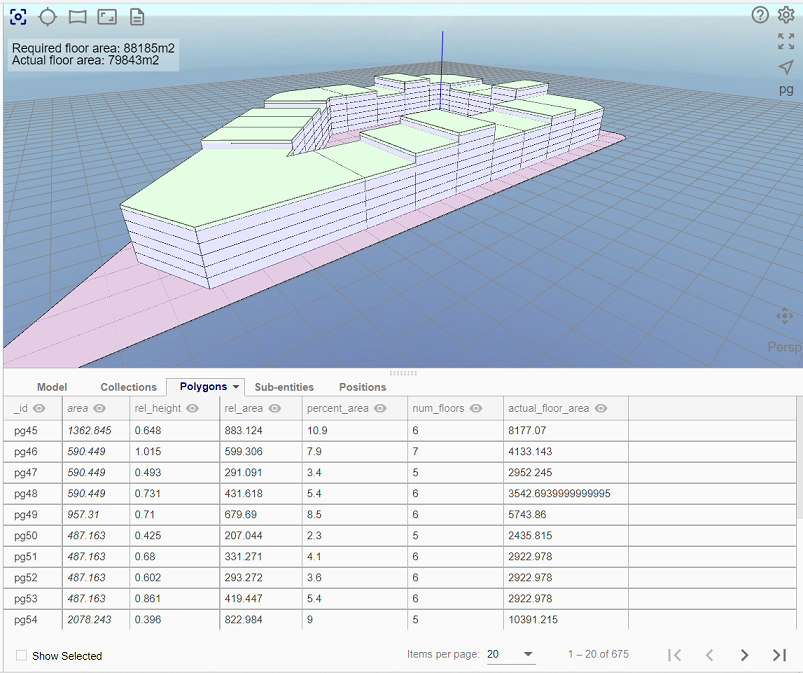 Required floor area: 88185m2
Actual floor area: 79843m2
pg
Persp
Model Collections Polygons Sub-entities Positions
_id area rel_height rel_area percent_area num_floors actual_floor_area
pg45 1362.845 0.648 883.124 10.9 6 8177.07
pg46 590.449 1.015 599.306 7.9 7 4133.143
pg47 590.449 0.493 291.091 3.4 5 2952.245
pg48 590.449 0.731 431.618 5.4 6 3542.6939999999995
pg49 957.31 0.71 679.69 8.5 6 5743.86
pg50 487.163 0.425 207.044 2.3 5 2435.815
pg51 487.163 0.68 331.271 4.1 6 2922.978
pg52 487.163 0.602 293.272 3.6 6 2922.978
pg53 487.163 0.861 419.447 5.4 6 2922.978
pg54 2078.243 0.396 822.984 9 5 10391.215
Show Selected Items per page: 20 1 – 20 of 675